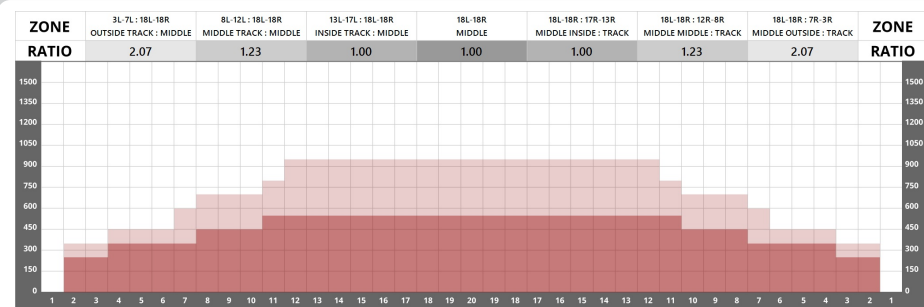 ZONE
3L-7L : 18L-18R
OUTSIDE TRACK : MIDDLE
8L-12L : 18L-18R
MIDDLE TRACK : MIDDLE
13L-17L : 18L-18R
INSIDE TRACK : MIDDLE
18L-18R
MIDDLE
18L-18R : 17R-13R
MIDDLE INSIDE : TRACK
18L-18R : 12R-8R
MIDDLE MIDDLE : TRACK
18L-18R : 7R-3R
MIDDLE OUTSIDE : TRACK
ZONE
RATIO 2.07 1.23 1.00 1.00 1.00 1.23 2.07 RATIO
1500 1500
1350 1350
1200 1200
1050 1050
900 900
750 750
600 600
450 450
300 300
150 150
0 0
1 2 3 4 5 6 7 8 9 10 11 12 13 14 15 16 17 18 19 20 19 18 17 16 15 14 13 12 11 10 9 8 7 6 5 4 3 2 1